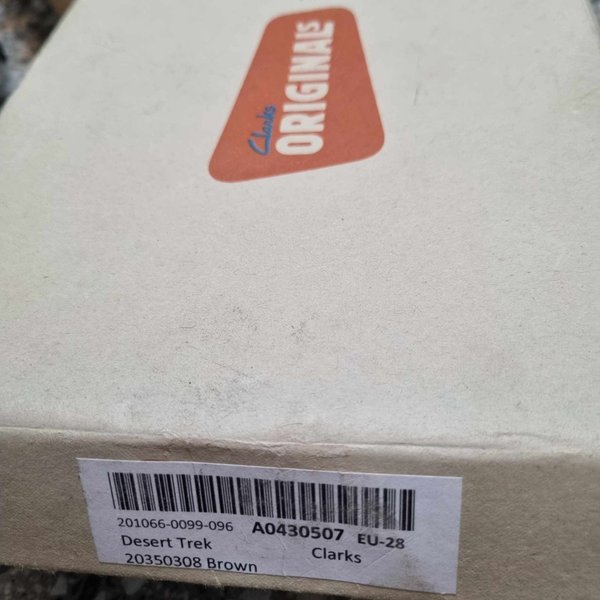 Clarks
ORIGINALS
201066-0099-096 A0430507 EU-28
Desert Trek Clarks
20350308 Brown